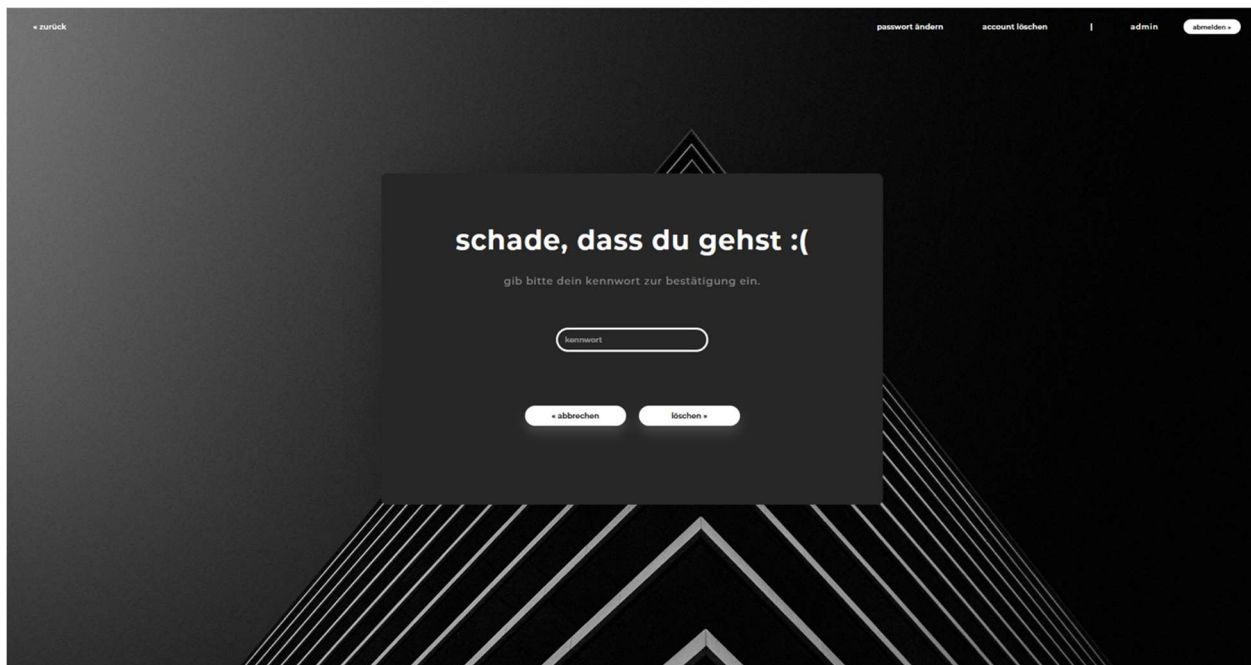 « zurück
passwort ändern account löschen | admin abmelden »
schade, dass du gehst :(
gib bitte dein kennwort zur bestätigung ein.
kennwort
« abbrechen löschen »